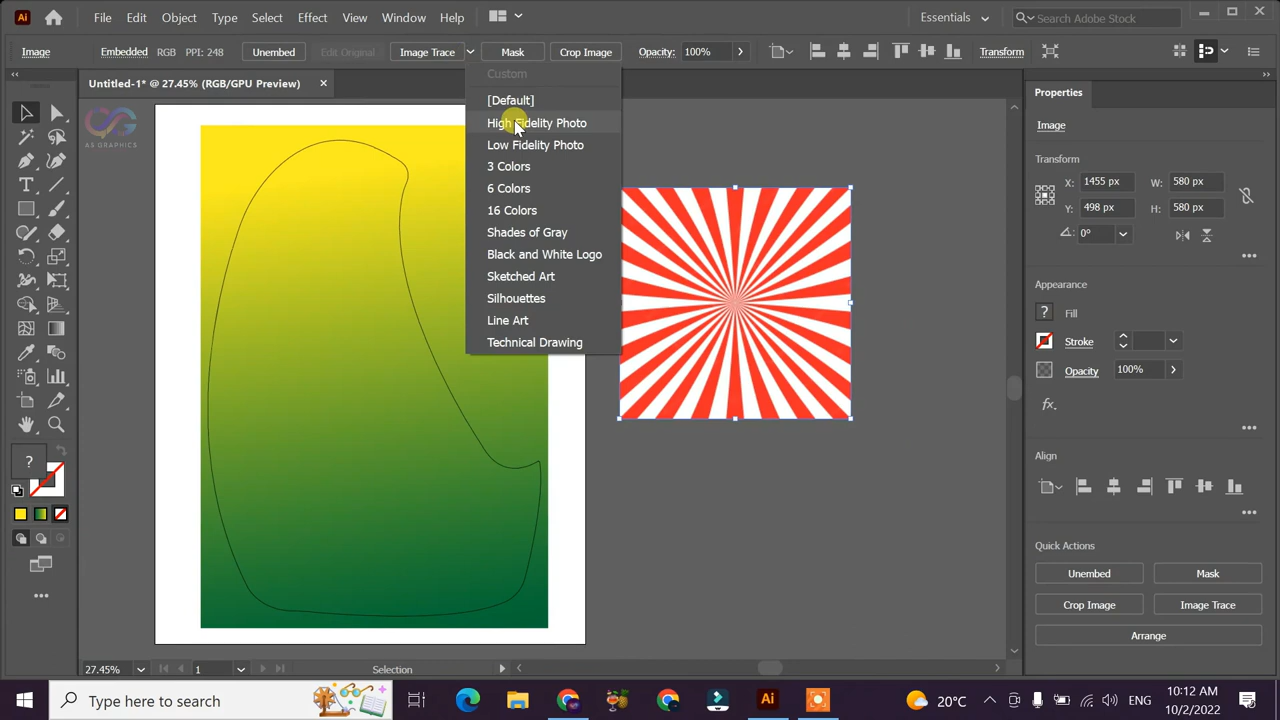 Ai File Edit Object Type Select Effect View Window Help Essentials Search Adobe Stock
Image Embedded RGB PPI: 248 Unembed Edit Original Image Trace Mask Crop Image Opacity: 100% Transform
Untitled-1* @ 27.45% (RGB/GPU Preview)
Custom
[Default]
High Fidelity Photo
Low Fidelity Photo
3 Colors
6 Colors
16 Colors
Shades of Gray
Black and White Logo
Sketched Art
Silhouettes
Line Art
Technical Drawing
AS GRAPHICS
?
Properties
Image
Transform
X: 1455 px W: 580 px
Y: 498 px H: 580 px
0°
Appearance
? Fill
Stroke
Opacity 100%
fx.
Align
Quick Actions
Unembed Mask
Crop Image Image Trace
Arrange
27.45% 1 Selection
Type here to search
Ai
20°C
ENG
10:12 AM
10/2/2022